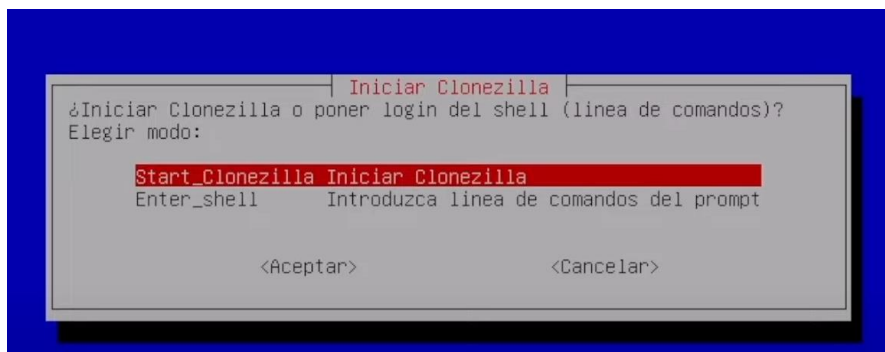 Iniciar Clonezilla
¿Iniciar Clonezilla o poner login del shell (linea de comandos)?
Elegir modo:
Start_Clonezilla Iniciar Clonezilla
Enter_shell Introduzca linea de comandos del prompt
<Aceptar> <Cancelar>